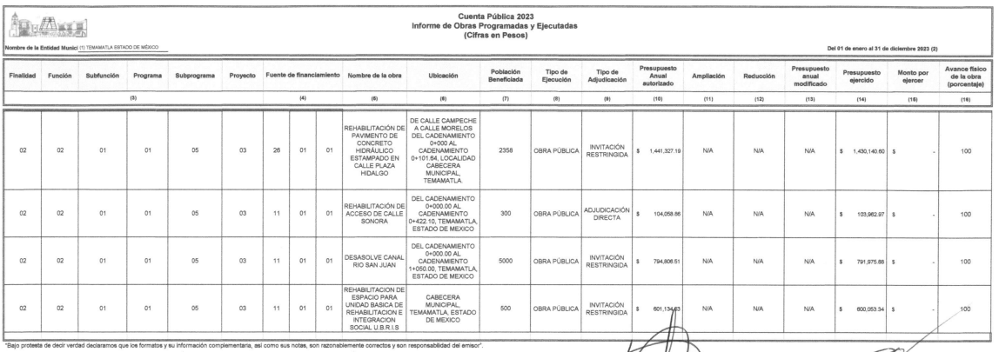 Cuenta Pública 2023
Informe de Obras Programadas y Ejecutadas
(Cifras en Pesos)
Nombre de la Entidad Munici (1) TEMAMATLA ESTADO DE MÉXICO
Del 01 de enero al 31 de diciembre 2023 (2)
Finalidad Función Subfunción Programa Subprograma Proyecto Fuente de financiamiento Nombre de la obra Ubicación Población Beneficiada Tipo de Ejecución Tipo de Adjudicación Presupuesto Anual autorizado Ampliación Reducción Presupuesto anual modificado Presupuesto ejercido Monto por ejercer Avance físico de la obra (porcentaje)
(3) (4) (5) (6) (7) (8) (9) (10) (11) (12) (13) (14) (15) (16)
02 02 01 01 05 03 26 01 01 REHABILITACIÓN DE PAVIMENTO DE CONCRETO HIDRÁULICO ESTAMPADO EN CALLE PLAZA HIDALGO DE CALLE CAMPECHE A CALLE MORELOS DEL CADENAMIENTO 0+000 AL CADENAMIENTO 0+101.64, LOCALIDAD CABECERA MUNICIPAL, TEMAMATLA 2358 OBRA PÚBLICA INVITACIÓN RESTRINGIDA $ 1,441,327.19 N/A N/A N/A $ 1,430,140.60 $ - 100
02 02 01 01 05 03 11 01 01 REHABILITACIÓN DE ACCESO DE CALLE SONORA DEL CADENAMIENTO 0+000.00 AL CADENAMIENTO 0+422.10, TEMAMATLA, ESTADO DE MEXICO 300 OBRA PÚBLICA ADJUDICACIÓN DIRECTA $ 104,058.86 N/A N/A N/A $ 103,962.97 $ - 100
02 02 01 01 05 03 11 01 01 DESASOLVE CANAL RIO SAN JUAN DEL CADENAMIENTO 0+000.00 AL CADENAMIENTO 1+050.00, TEMAMATLA, ESTADO DE MEXICO 5000 OBRA PÚBLICA INVITACIÓN RESTRINGIDA $ 794,806.51 N/A N/A N/A $ 791,975.88 $ - 100
02 02 01 01 05 03 11 01 01 REHABILITACION DE ESPACIO PARA UNIDAD BASICA DE REHABILITACION E INTEGRACION SOCIAL U.B.R.I.S CABECERA MUNICIPAL, TEMAMATLA, ESTADO DE MEXICO 500 OBRA PÚBLICA INVITACIÓN RESTRINGIDA $ N/A N/A N/A $ 600,053.34 $ - 100
"Bajo protesta de decir verdad declaramos que los formatos y su información complementaria, así como sus notas, son razonablemente correctos y son responsabilidad del emisor".